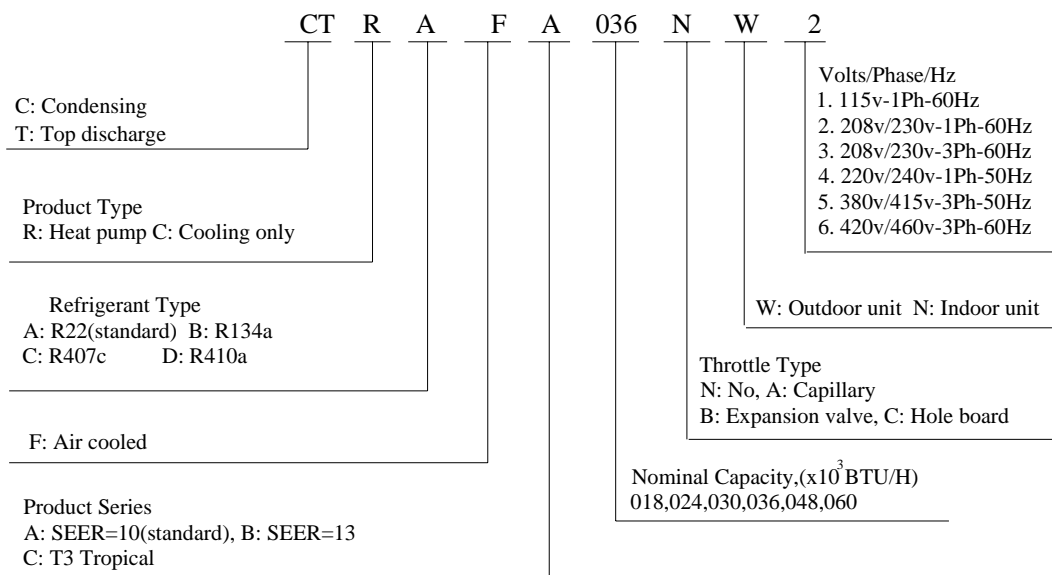 CT R A F A 036 N W 2
C: Condensing
T: Top discharge
Product Type
R: Heat pump C: Cooling only
Refrigerant Type
A: R22(standard) B: R134a
C: R407c D: R410a
F: Air cooled
Product Series
A: SEER=10(standard), B: SEER=13
C: T3 Tropical
Volts/Phase/Hz
1. 115v-1Ph-60Hz
2. 208v/230v-1Ph-60Hz
3. 208v/230v-3Ph-60Hz
4. 220v/240v-1Ph-50Hz
5. 380v/415v-3Ph-50Hz
6. 420v/460v-3Ph-60Hz
W: Outdoor unit N: Indoor unit
Throttle Type
N: No, A: Capillary
B: Expansion valve, C: Hole board
Nominal Capacity,(x10³BTU/H)
018,024,030,036,048,060